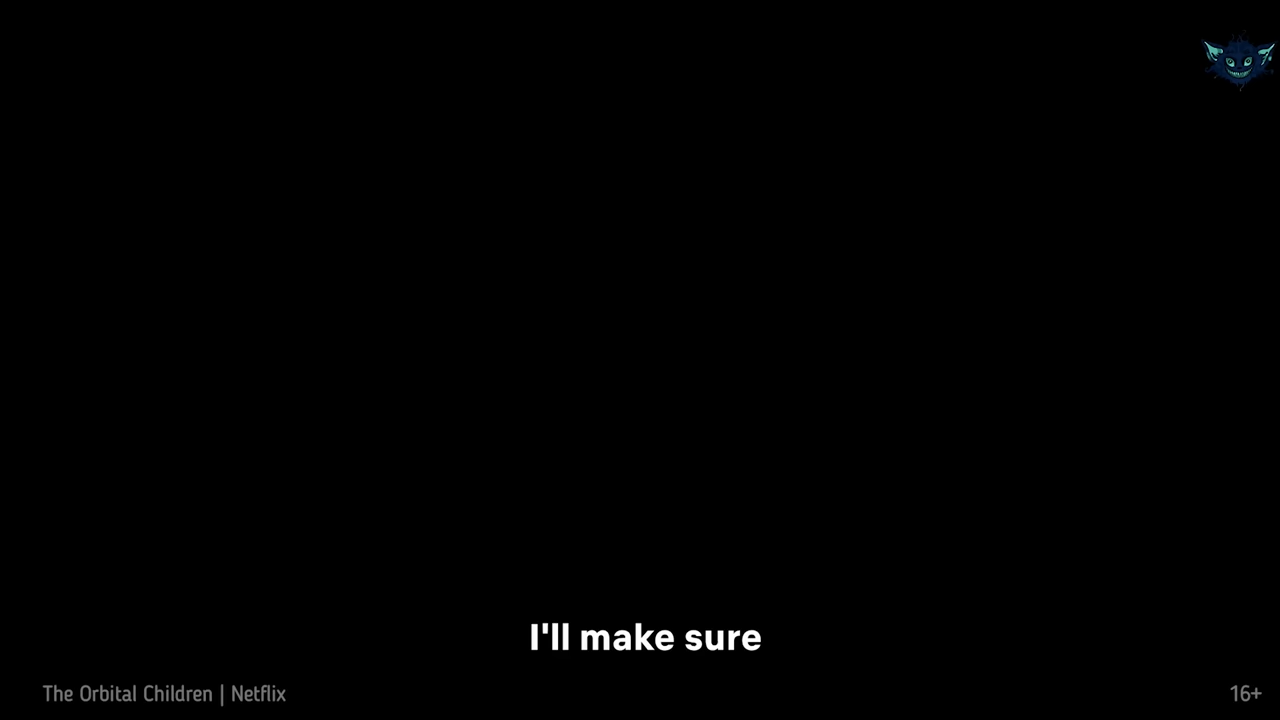 I'll make sure
The Orbital Children | Netflix
16+